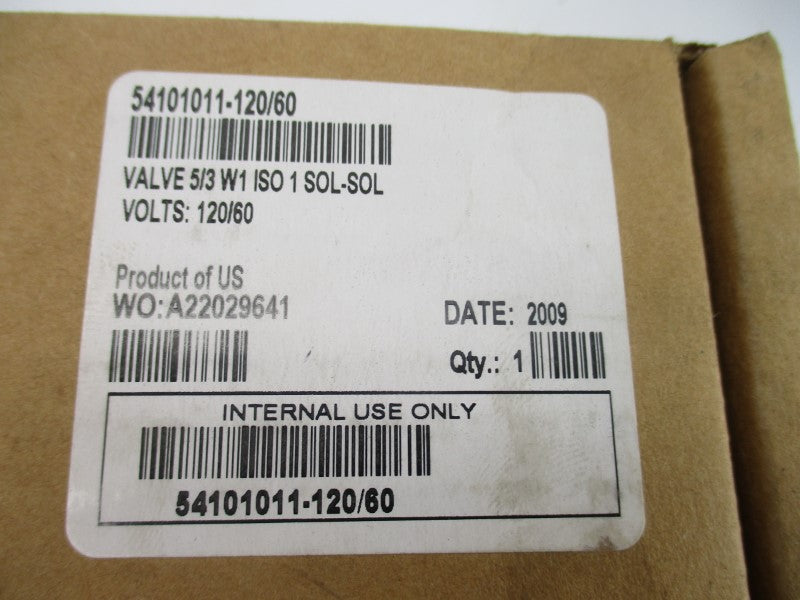 54101011-120/60
VALVE 5/3 W1 ISO 1 SOL-SOL
VOLTS: 120/60
Product of US
WO: A22029641
DATE: 2009
Qty.: 1
INTERNAL USE ONLY
54101011-120/60